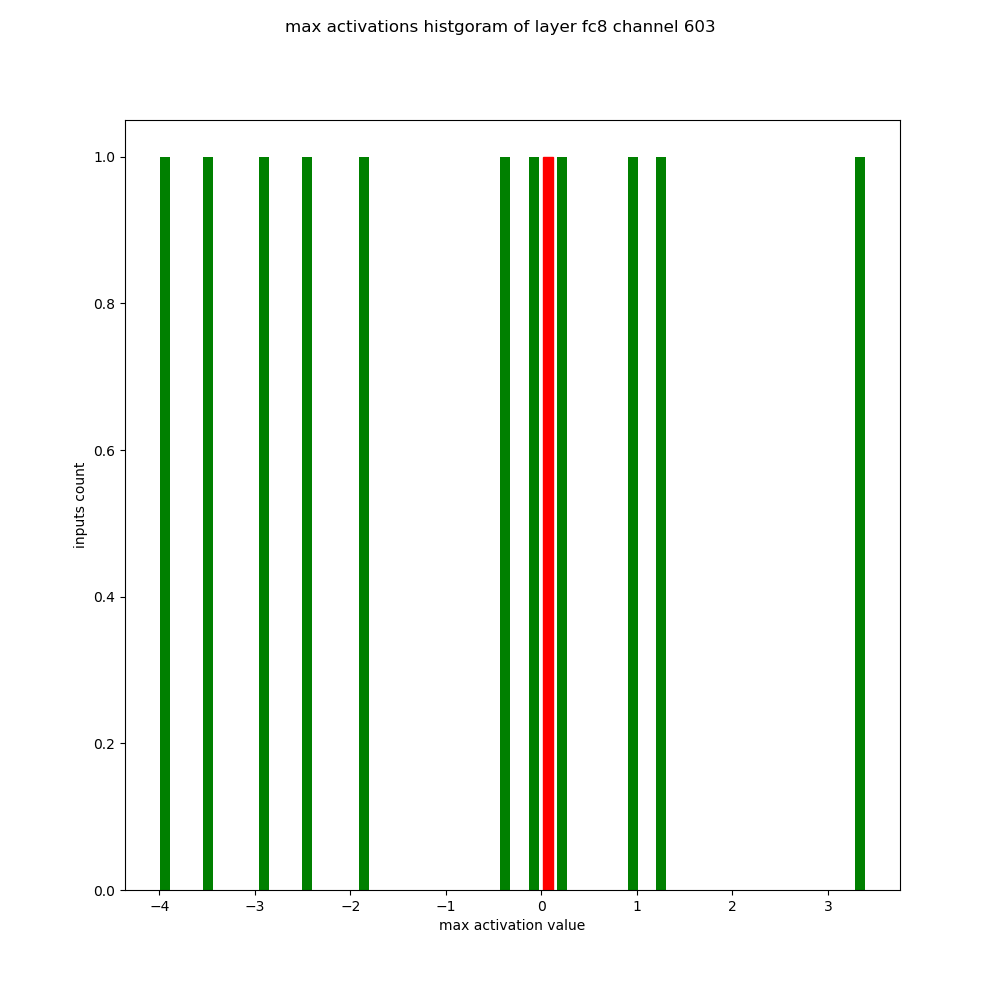 max activations histgoram of layer fc8 channel 603
1.0
0.8
0.6
0.4
0.2
0.0
inputs count
−4 −3 −2 −1 0 1 2 3
max activation value